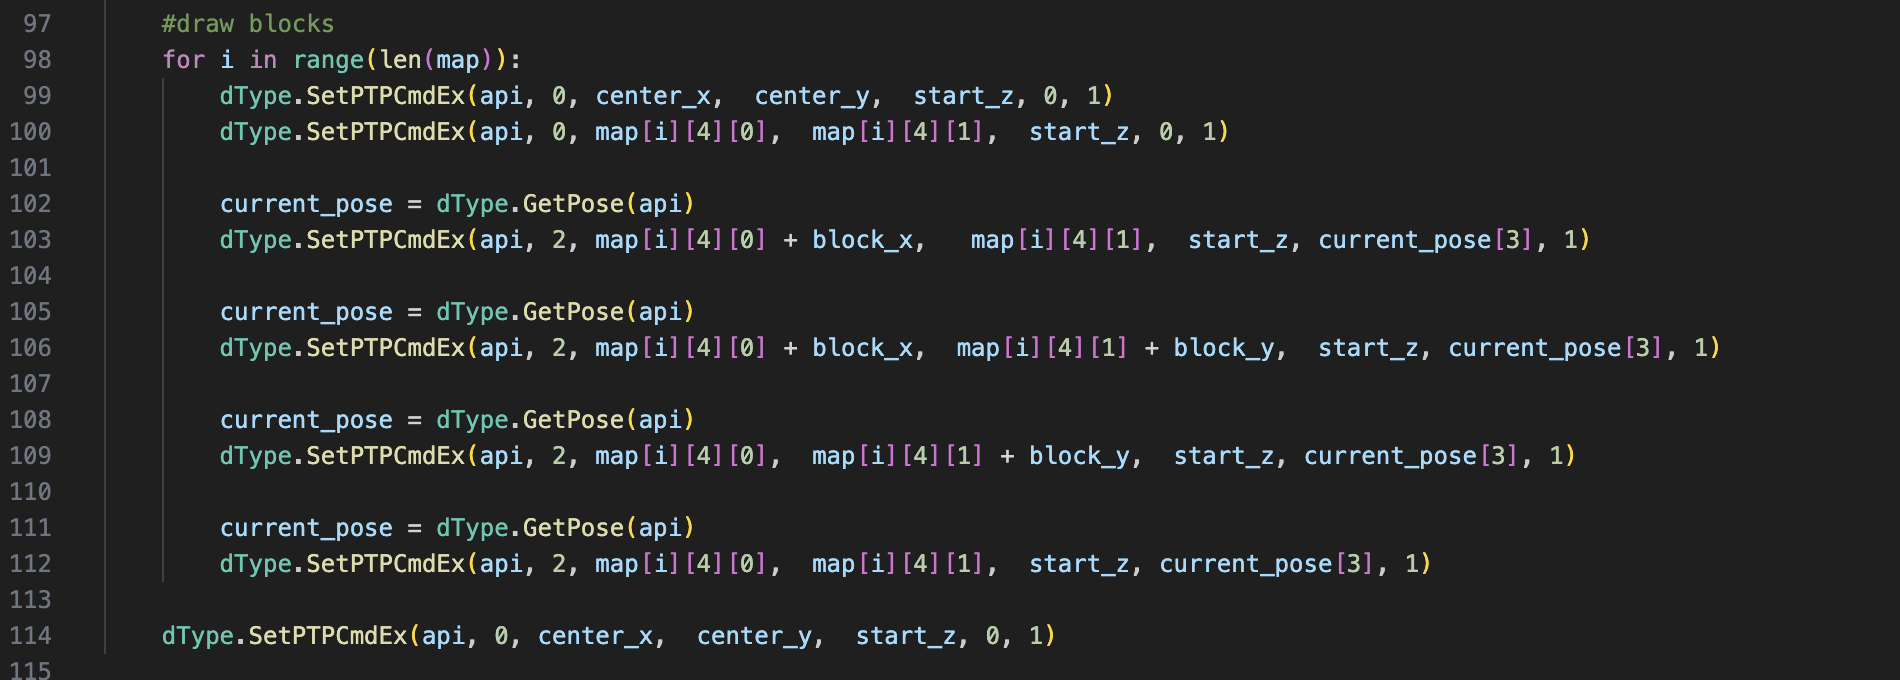 97 #draw blocks
98 for i in range(len(map)):
99 dType.SetPTPCmdEx(api, 0, center_x,  center_y,  start_z, 0, 1)
100 dType.SetPTPCmdEx(api, 0, map[i][4][0],  map[i][4][1],  start_z, 0, 1)
101
102 current_pose = dType.GetPose(api)
103 dType.SetPTPCmdEx(api, 2, map[i][4][0] + block_x,   map[i][4][1],  start_z, current_pose[3], 1)
104
105 current_pose = dType.GetPose(api)
106 dType.SetPTPCmdEx(api, 2, map[i][4][0] + block_x,  map[i][4][1] + block_y,  start_z, current_pose[3], 1)
107
108 current_pose = dType.GetPose(api)
109 dType.SetPTPCmdEx(api, 2, map[i][4][0],  map[i][4][1] + block_y,  start_z, current_pose[3], 1)
110
111 current_pose = dType.GetPose(api)
112 dType.SetPTPCmdEx(api, 2, map[i][4][0],  map[i][4][1],  start_z, current_pose[3], 1)
113
114 dType.SetPTPCmdEx(api, 0, center_x,  center_y,  start_z, 0, 1)
115